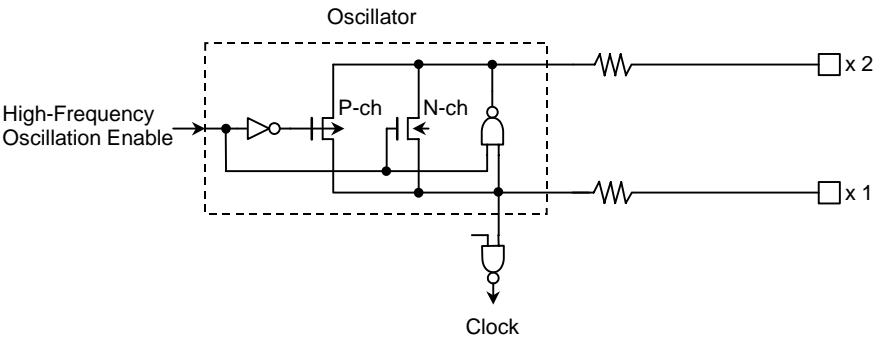 Oscillator
x 2
P-ch
N-ch
High-Frequency
Oscillation Enable
x 1
Clock